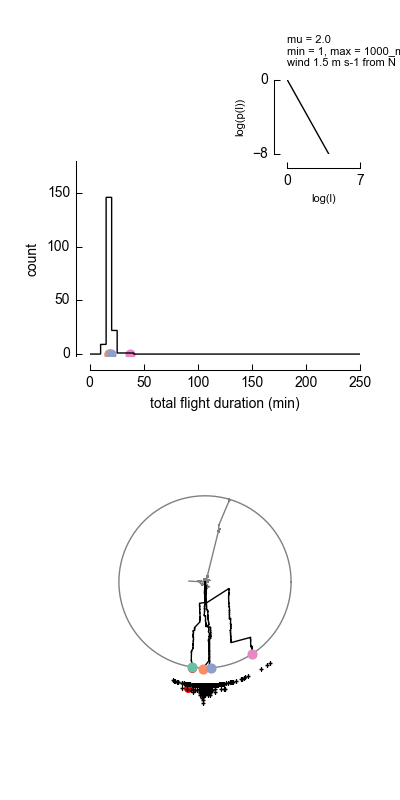 mu = 2.0
min = 1, max = 1000_m
wind 1.5 m s-1 from N
0
log(p(l))
−8
0 7
log(l)
150
100
50
0
count
0 50 100 150 200 250
total flight duration (min)